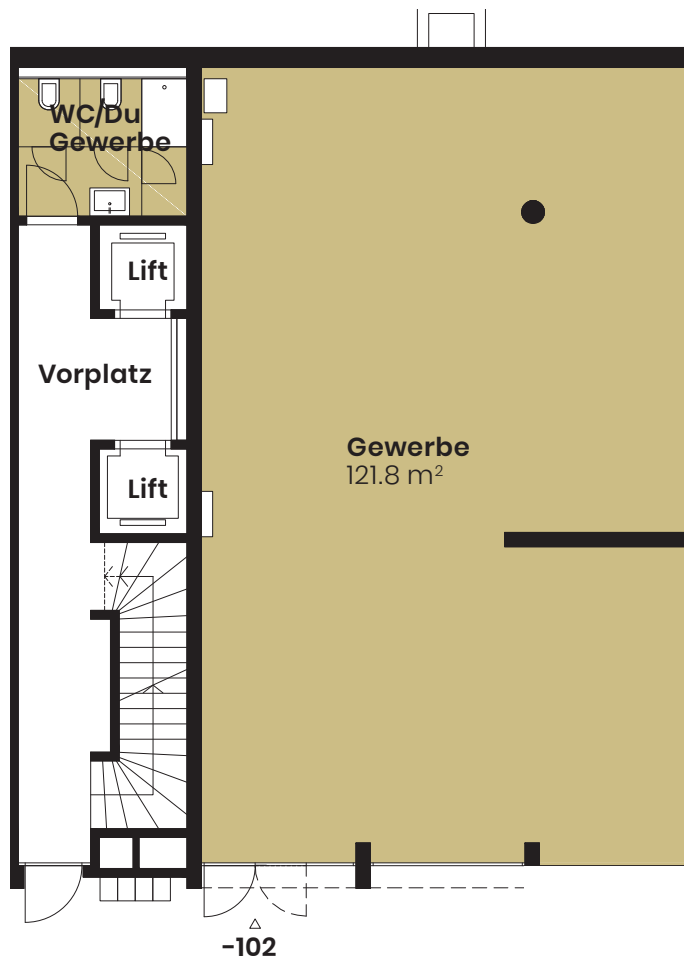 WC/Du
Gewerbe
Lift
Vorplatz
Gewerbe
121.8 m²
Lift
-102